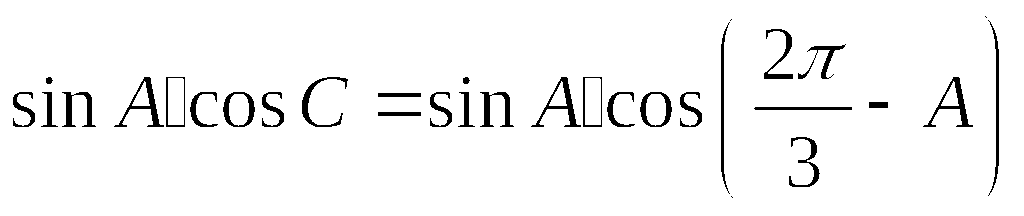 sin A▯cos C = sin A▯cos(2π/3 - A)